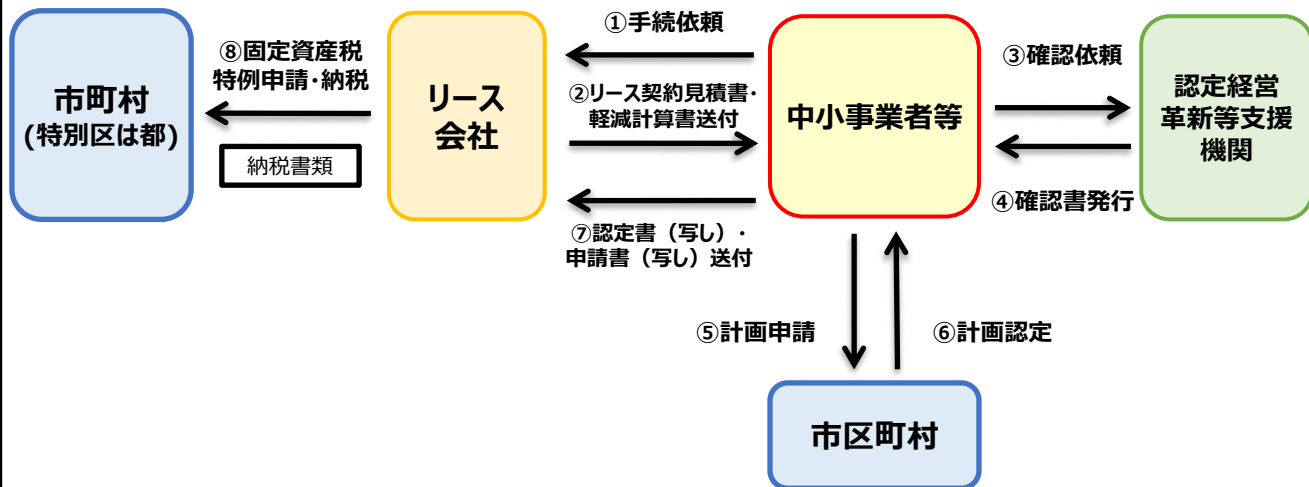 市町村
(特別区は都)
⑧固定資産税
特例申請・納税
納税書類
リース
会社
①手続依頼
②リース契約見積書・
軽減計算書送付
⑦認定書（写し）・
申請書（写し）送付
中小事業者等
③確認依頼
④確認書発行
認定経営
革新等支援
機関
⑤計画申請
⑥計画認定
市区町村